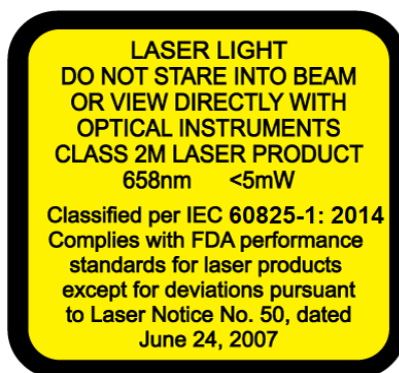 LASER LIGHT
DO NOT STARE INTO BEAM
OR VIEW DIRECTLY WITH
OPTICAL INSTRUMENTS
CLASS 2M LASER PRODUCT
658nm <5mW
Classified per IEC 60825-1: 2014
Complies with FDA performance
standards for laser products
except for deviations pursuant
to Laser Notice No. 50, dated
June 24, 2007